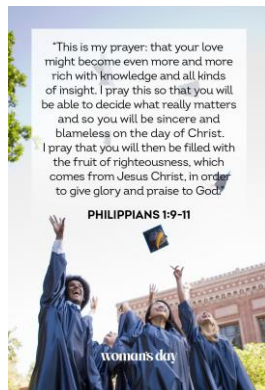 "This is my prayer: that your love
might become even more and more
rich with knowledge and all kinds
of insight. I pray this so that you will
be able to decide what really matters
and so you will be sincere and
blameless on the day of Christ.
I pray that you will then be filled with
the fruit of righteousness, which
comes from Jesus Christ, in order
to give glory and praise to God."
PHILIPPIANS 1:9-11
woman's day